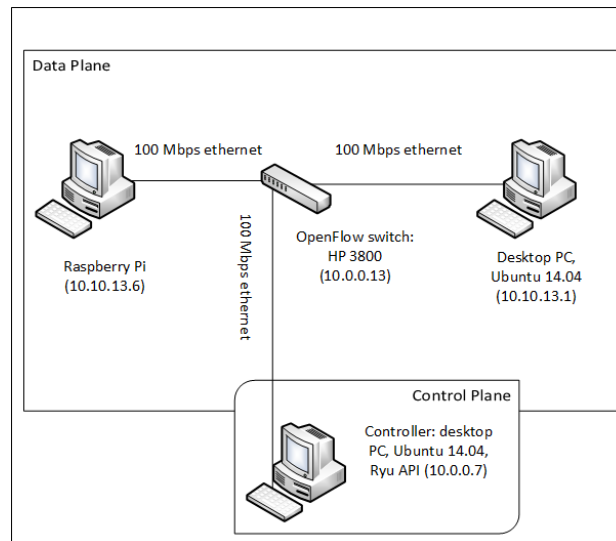 Data Plane
100 Mbps ethernet
100 Mbps ethernet
100 Mbps ethernet
Raspberry Pi
(10.10.13.6)
OpenFlow switch:
HP 3800
(10.0.0.13)
Desktop PC,
Ubuntu 14.04
(10.10.13.1)
Control Plane
Controller: desktop
PC, Ubuntu 14.04,
Ryu API (10.0.0.7)